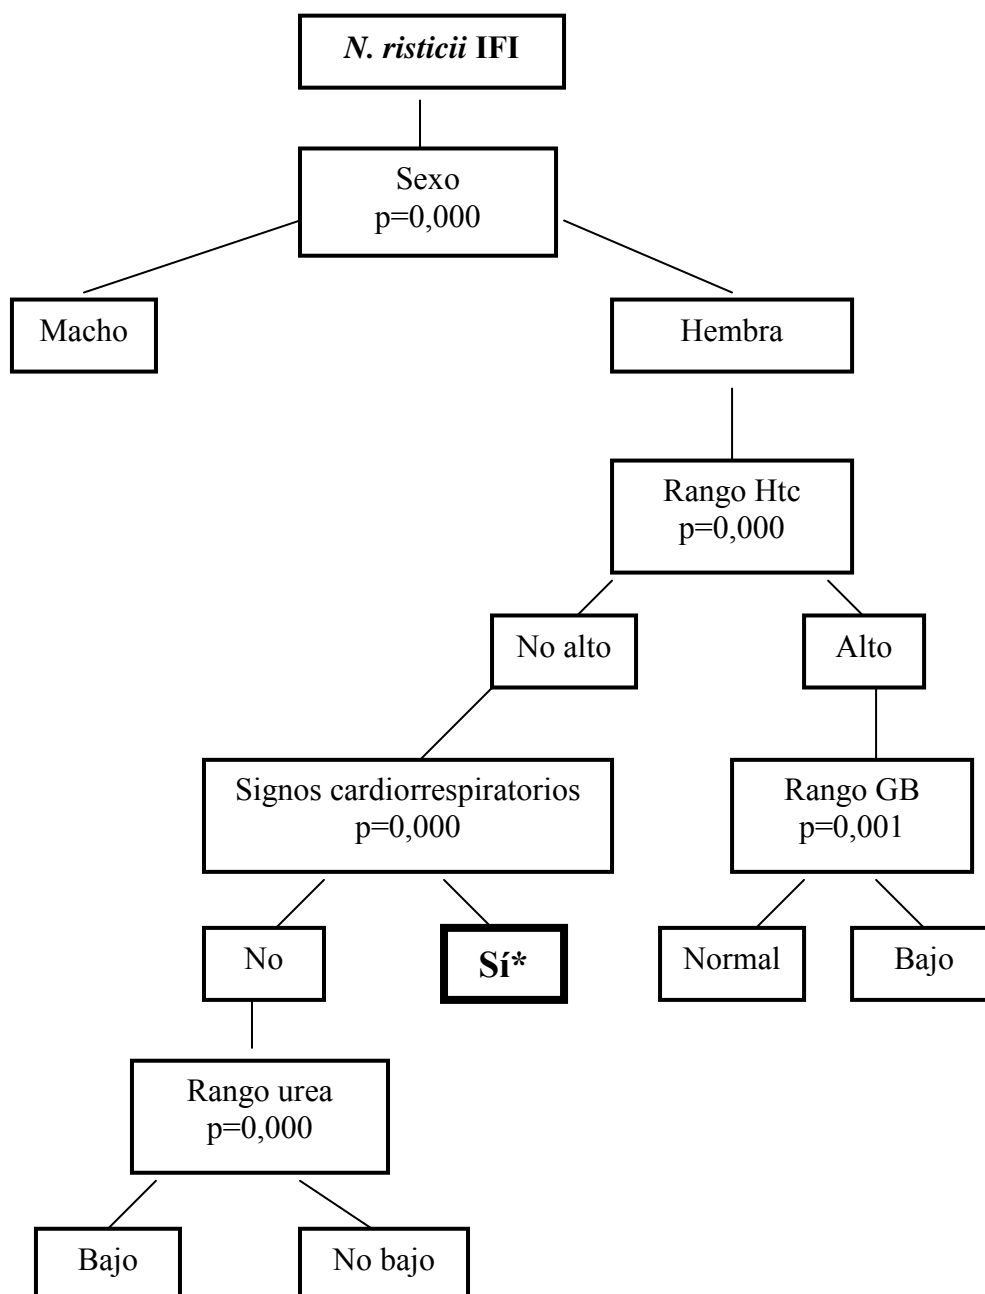 N. risticii IFI
Sexo
p=0,000
Macho
Hembra
Rango Htc
p=0,000
No alto
Alto
Signos cardiorrespiratorios
p=0,000
Rango GB
p=0,001
No
Sí*
Normal
Bajo
Rango urea
p=0,000
Bajo
No bajo